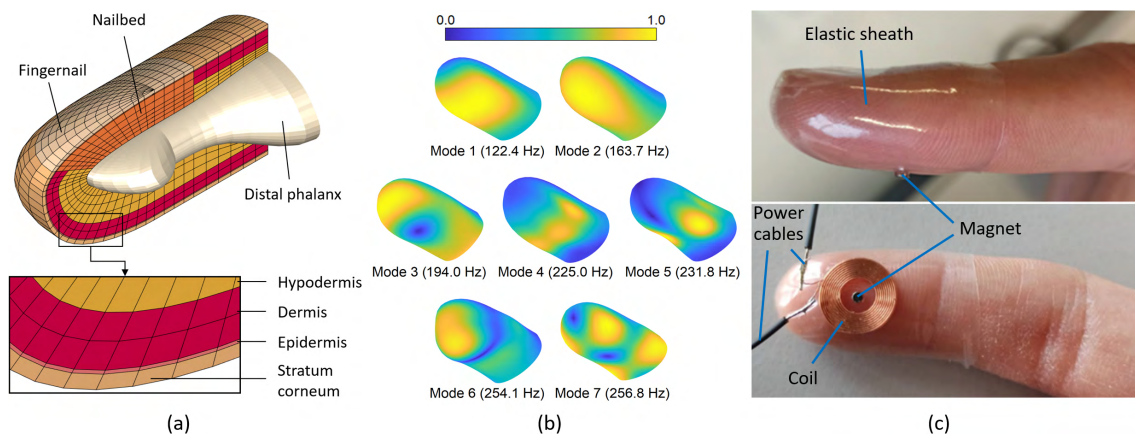 Nailbed
Fingernail
Distal phalanx
Hypodermis
Dermis
Epidermis
Stratum
corneum
(a)
0.0 1.0
Mode 1 (122.4 Hz) Mode 2 (163.7 Hz)
Mode 3 (194.0 Hz) Mode 4 (225.0 Hz) Mode 5 (231.8 Hz)
Mode 6 (254.1 Hz) Mode 7 (256.8 Hz)
(b)
Elastic sheath
Power
cables
Magnet
Coil
(c)